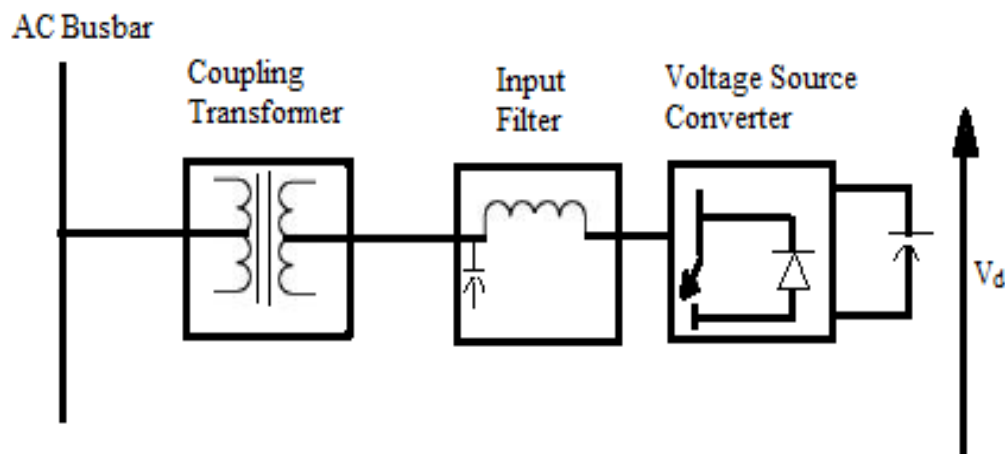 AC Busbar
Coupling
Transformer
Input
Filter
Voltage Source
Converter
Vd